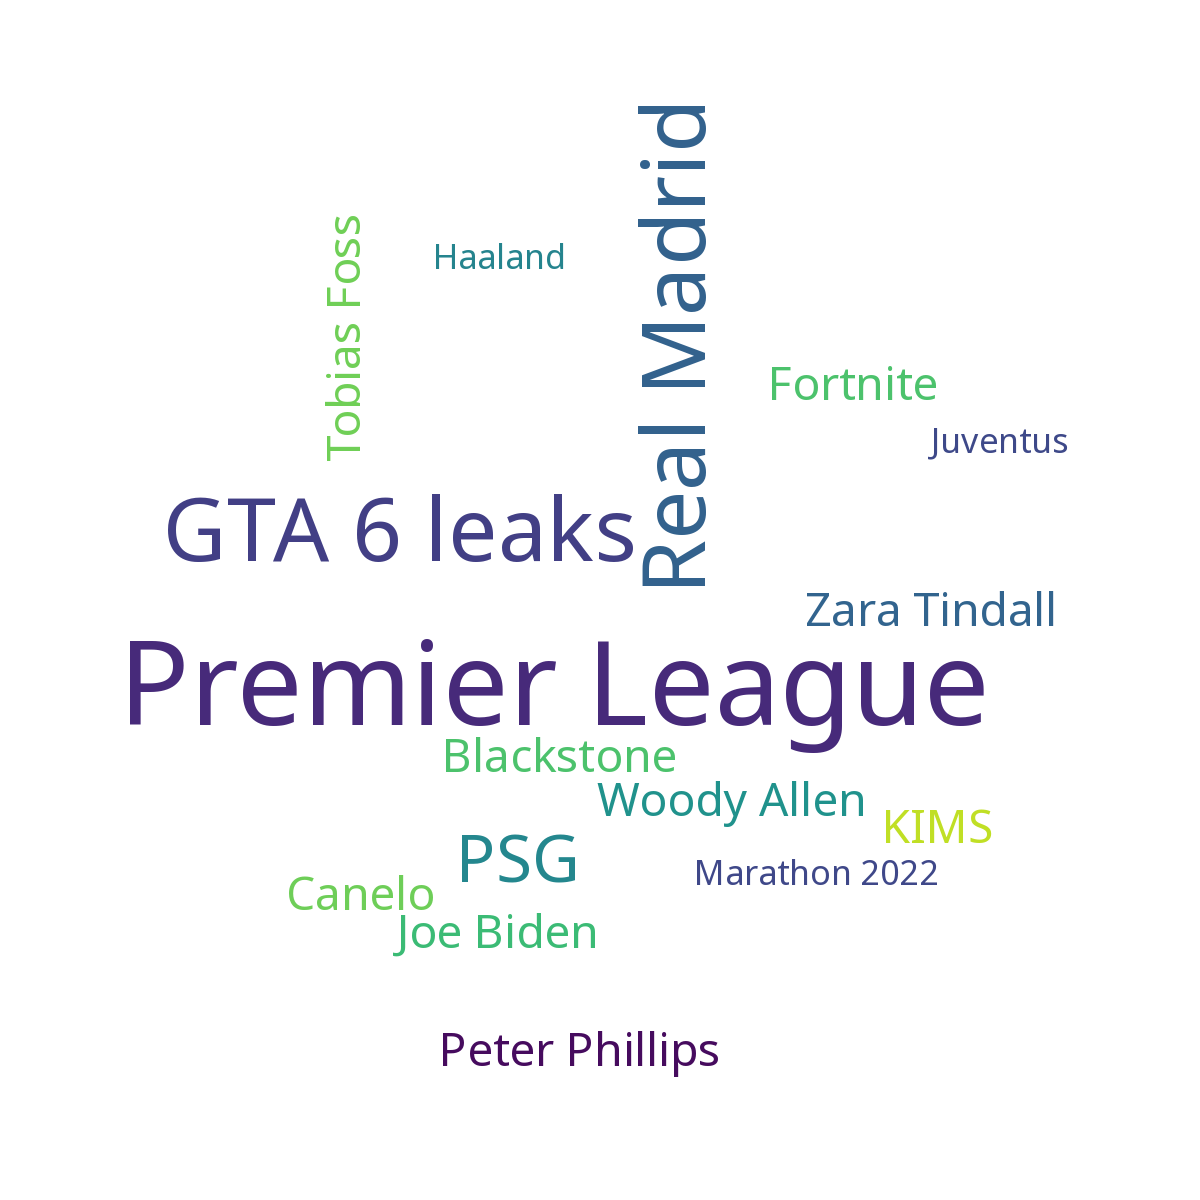 Real Madrid
Tobias Foss
Haaland
Fortnite
Juventus
GTA 6 leaks
Zara Tindall
Premier League
Blackstone
Woody Allen
KIMS
PSG
Marathon 2022
Canelo
Joe Biden
Peter Phillips